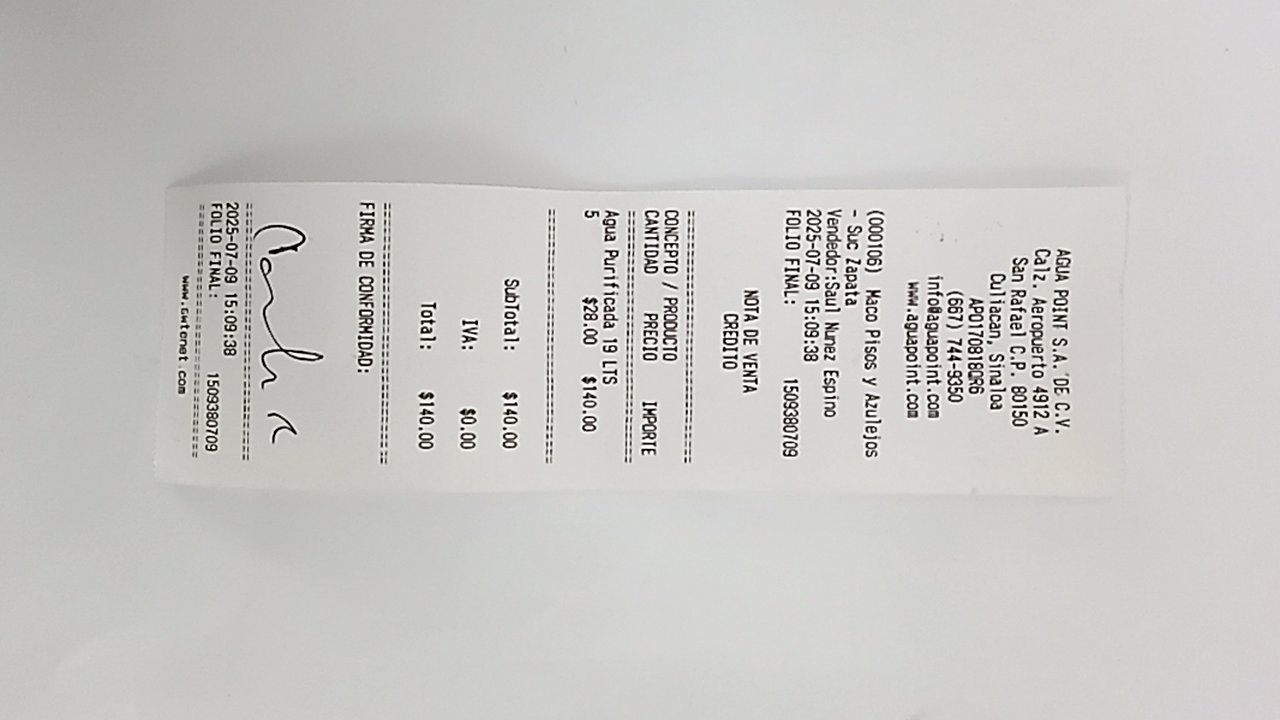 AGUA POINT S.A. DE C.V.
Calz. Aeropuerto 4912 A
San Rafael C.P. 80150
Culiacan, Sinaloa
APO170818QR6
(667) 744-9350
info@aguapoint.com
www.aguapoint.com
NOTA DE VENTA
CREDITO
(000106) Maco Pisos y Azulejos
- Suc Zapata
Vendedor:Saul Nunez Espino
2025-07-09 15:09:38
FOLIO FINAL: 1509380709
CONCEPTO / PRODUCTO
CANTIDAD PRECIO IMPORTE
Agua Purificada 19 LTS
5 $28.00 $140.00
SubTotal: $140.00
IVA: $0.00
Total: $140.00
FIRMA DE CONFORMIDAD:
2025-07-09 15:09:38
FOLIO FINAL: 1509380709